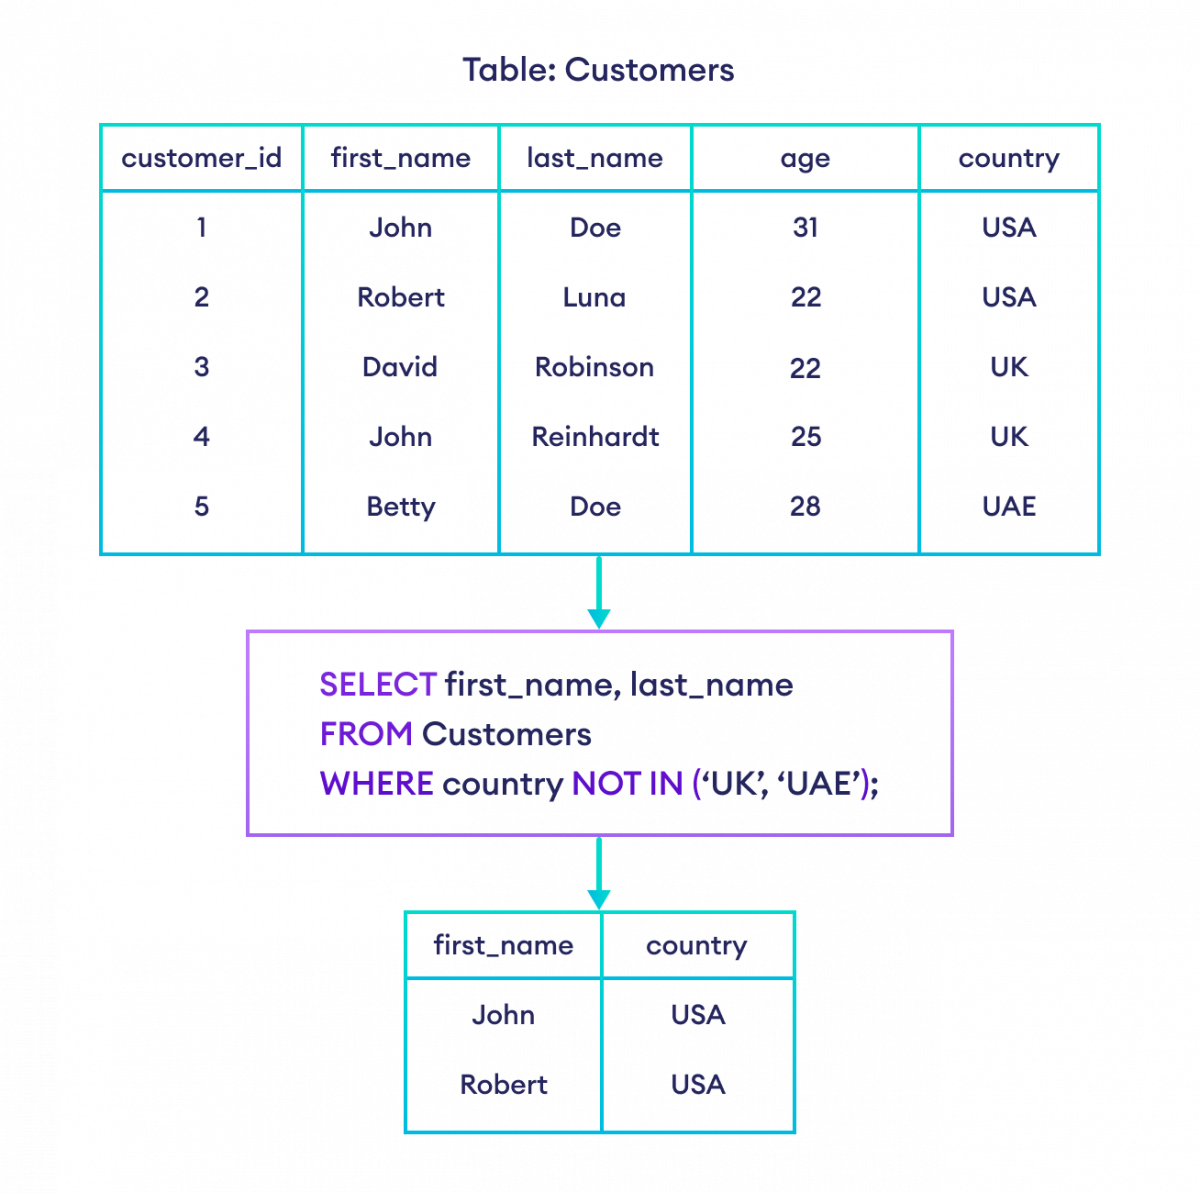 Table: Customers
customer_id first_name last_name age country
1 John Doe 31 USA
2 Robert Luna 22 USA
3 David Robinson 22 UK
4 John Reinhardt 25 UK
5 Betty Doe 28 UAE
SELECT first_name, last_name
FROM Customers
WHERE country NOT IN (‘UK’, ‘UAE’);
first_name country
John USA
Robert USA